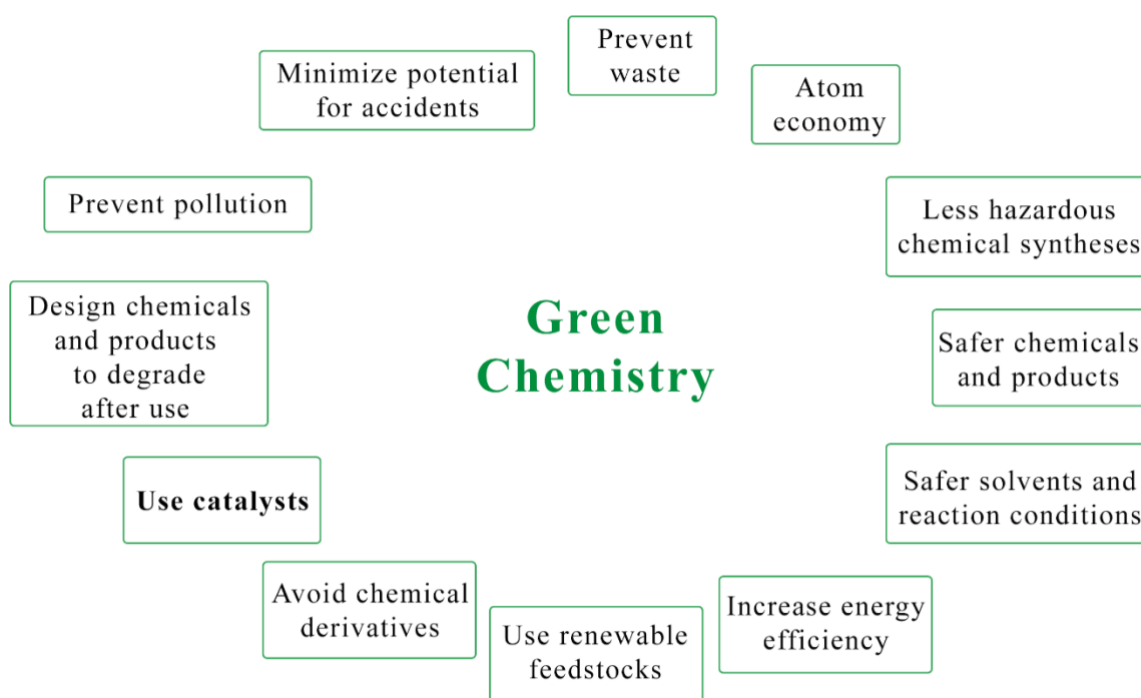 Prevent
waste
Atom
economy
Less hazardous
chemical syntheses
Safer chemicals
and products
Safer solvents and
reaction conditions
Increase energy
efficiency
Use renewable
feedstocks
Avoid chemical
derivatives
Use catalysts
Design chemicals
and products
to degrade
after use
Prevent pollution
Minimize potential
for accidents
Green
Chemistry